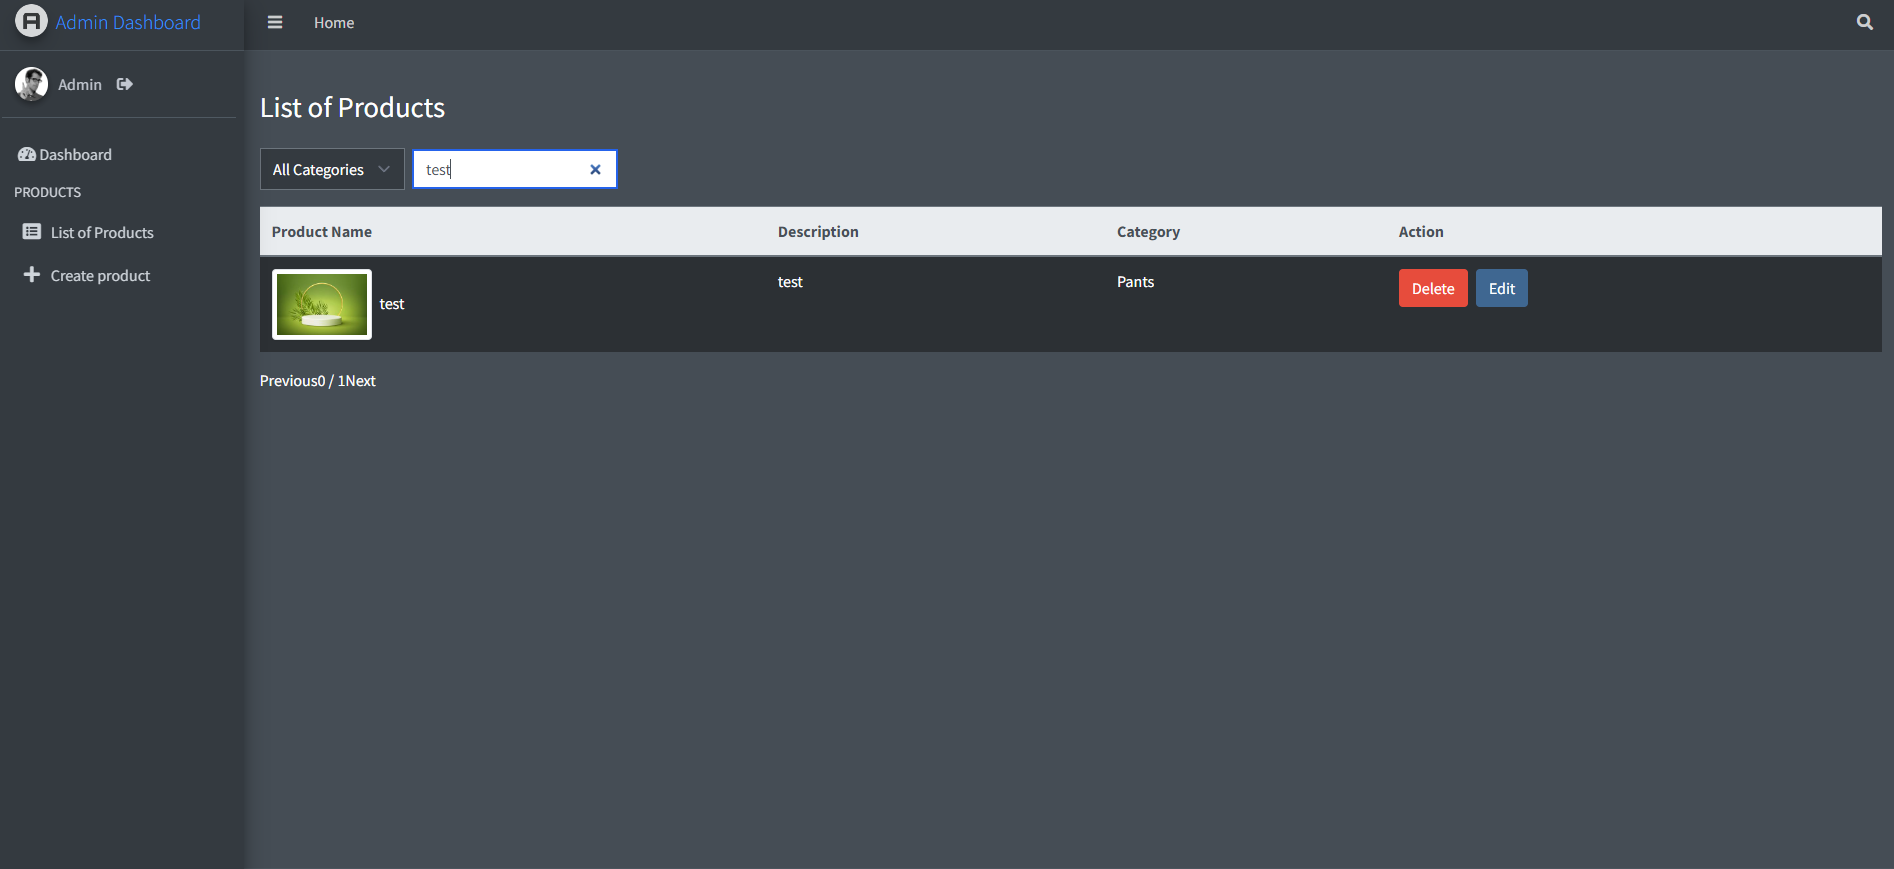 Admin Dashboard
Home
Admin
Dashboard
PRODUCTS
List of Products
Create product
List of Products
All Categories
test
Product Name Description Category Action
test test Pants Delete Edit
Previous0 / 1Next